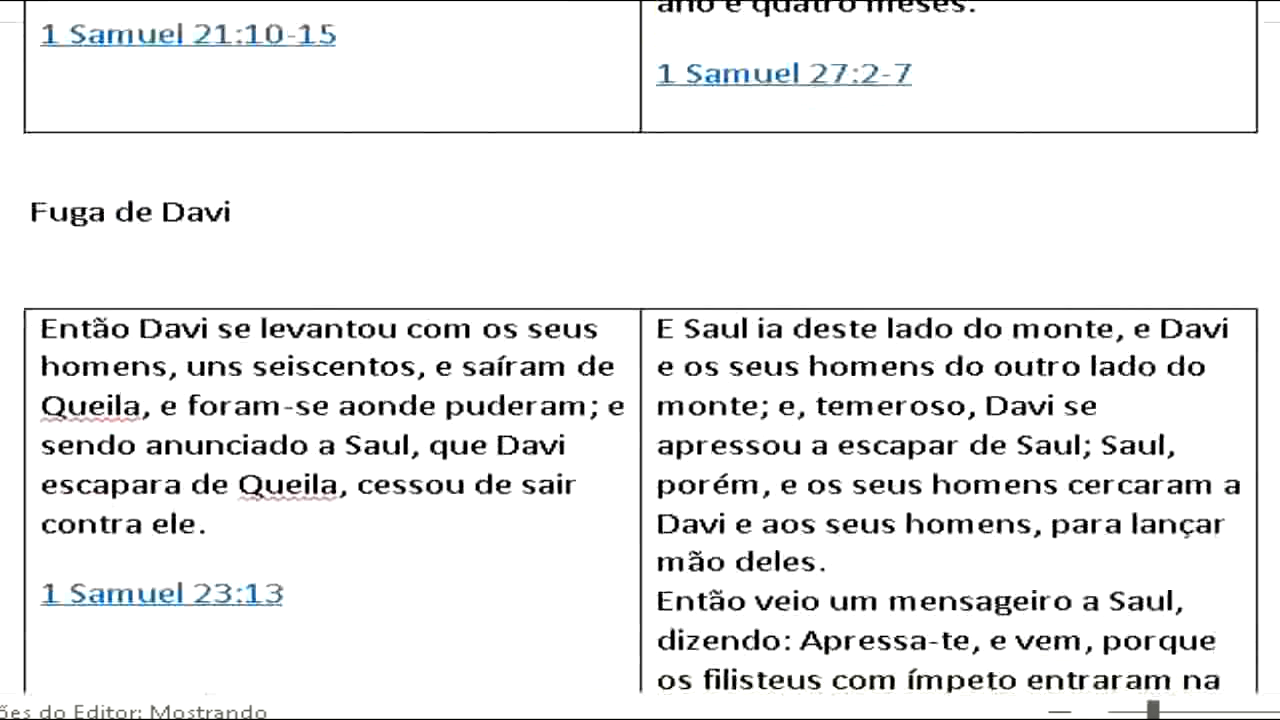 ano e quatro meses.
1 Samuel 21:10-15
1 Samuel 27:2-7
Fuga de Davi
Então Davi se levantou com os seus
homens, uns seiscentos, e saíram de
Queila, e foram-se aonde puderam; e
sendo anunciado a Saul, que Davi
escapara de Queila, cessou de sair
contra ele.
1 Samuel 23:13
E Saul ia deste lado do monte, e Davi
e os seus homens do outro lado do
monte; e, temeroso, Davi se
apressou a escapar de Saul; Saul,
porém, e os seus homens cercaram a
Davi e aos seus homens, para lançar
mão deles.
Então veio um mensageiro a Saul,
dizendo: Apressa-te, e vem, porque
os filisteus com ímpeto entraram na
ões do Editor: Mostrando